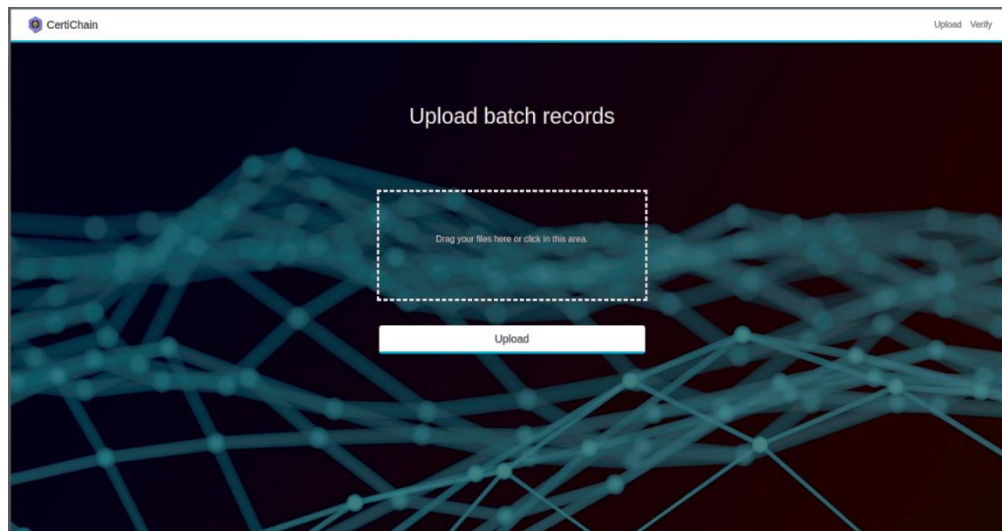 CertiChain
Upload Verify
Upload batch records
Drag your files here or click in this area.
Upload